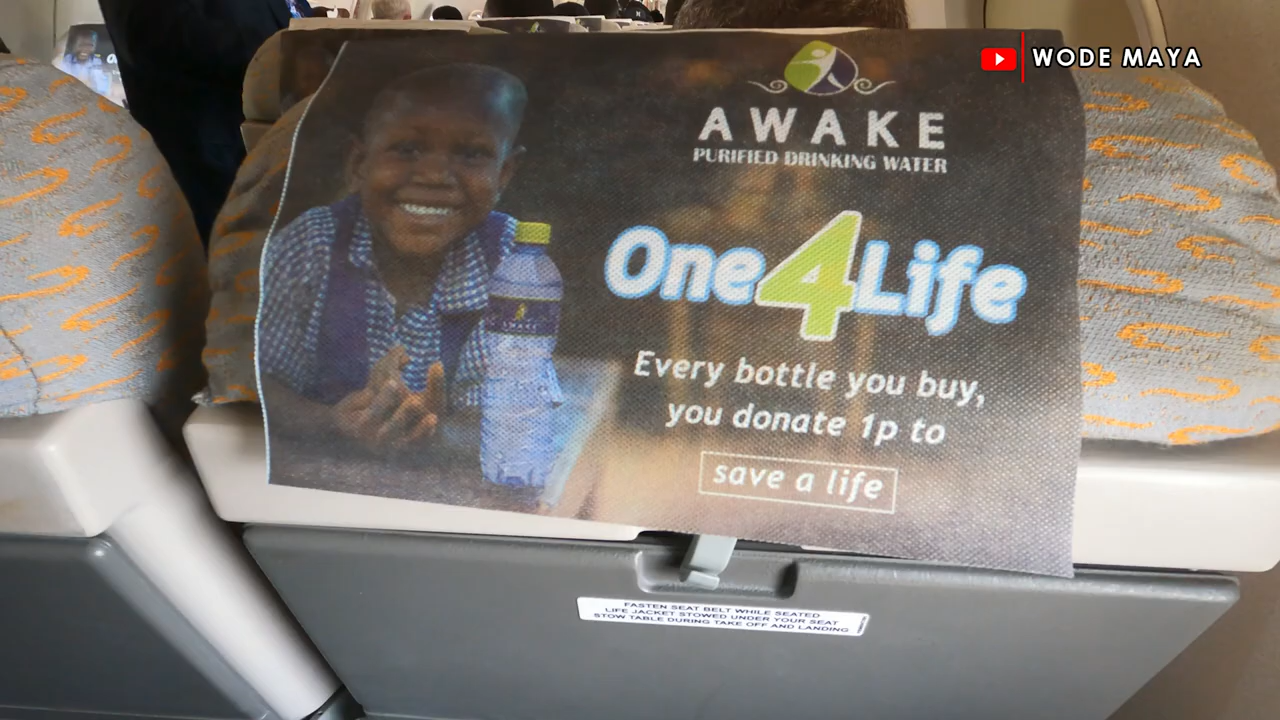 WODE MAYA
AWAKE
PURIFIED DRINKING WATER
One4Life
Every bottle you buy,
you donate 1p to
save a life
AWAKE
FASTEN SEAT BELT WHILE SEATED
LIFE JACKET STOWED UNDER YOUR SEAT
STOW TABLE DURING TAKE OFF AND LANDING